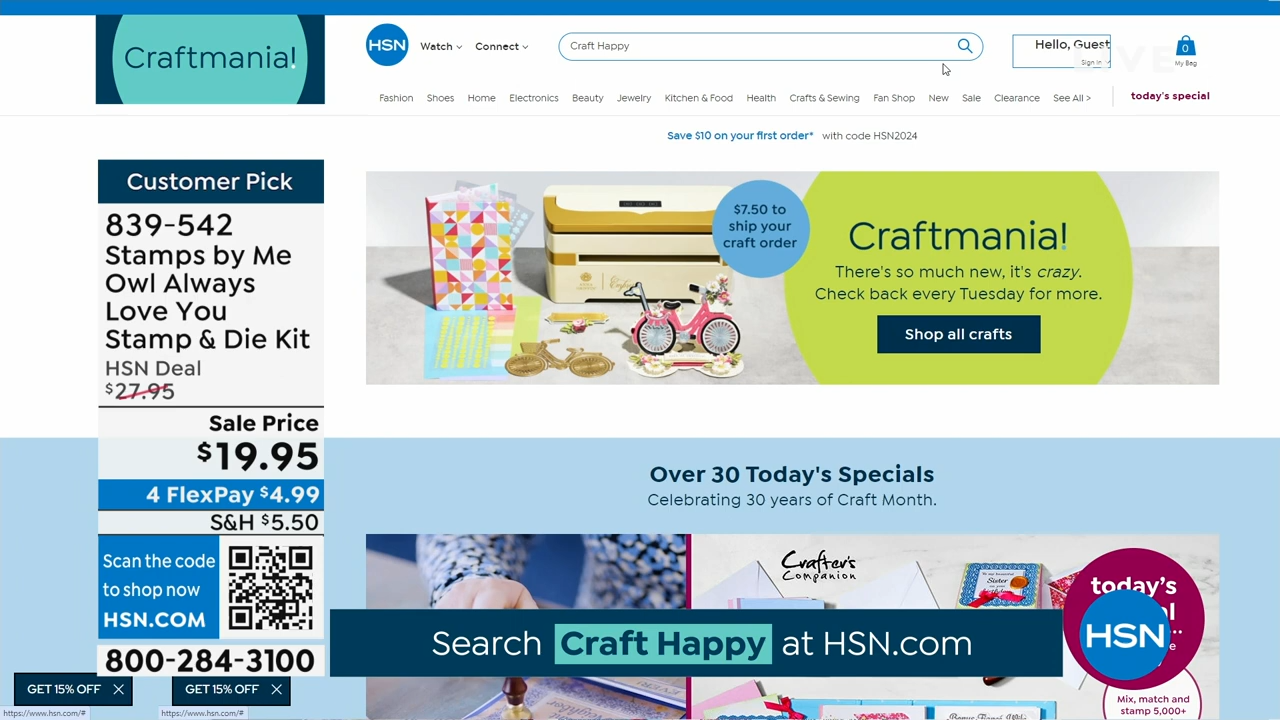 Craftmania!
HSN
Watch
Connect
Craft Happy
Hello, Guest
Sign In
LIVE
0
My Bag
Fashion Shoes Home Electronics Beauty Jewelry Kitchen & Food Health Crafts & Sewing Fan Shop New Sale Clearance See All >
today's special
Save $10 on your first order* with code HSN2024
Customer Pick
839-542
Stamps by Me
Owl Always
Love You
Stamp & Die Kit
HSN Deal
$27.95
Sale Price
$19.95
4 FlexPay $4.99
S&H $5.50
Scan the code
to shop now
HSN.COM
800-284-3100
$7.50 to
ship your
craft order
Craftmania!
There's so much new, it's crazy.
Check back every Tuesday for more.
Shop all crafts
Over 30 Today's Specials
Celebrating 30 years of Craft Month.
Crafter's
Companion
Sister
today's
HSN
Mix, match and
stamp 5,000+
Search Craft Happy at HSN.com
GET 15% OFF
GET 15% OFF
https://www.hsn.com/#
https://www.hsn.com/#